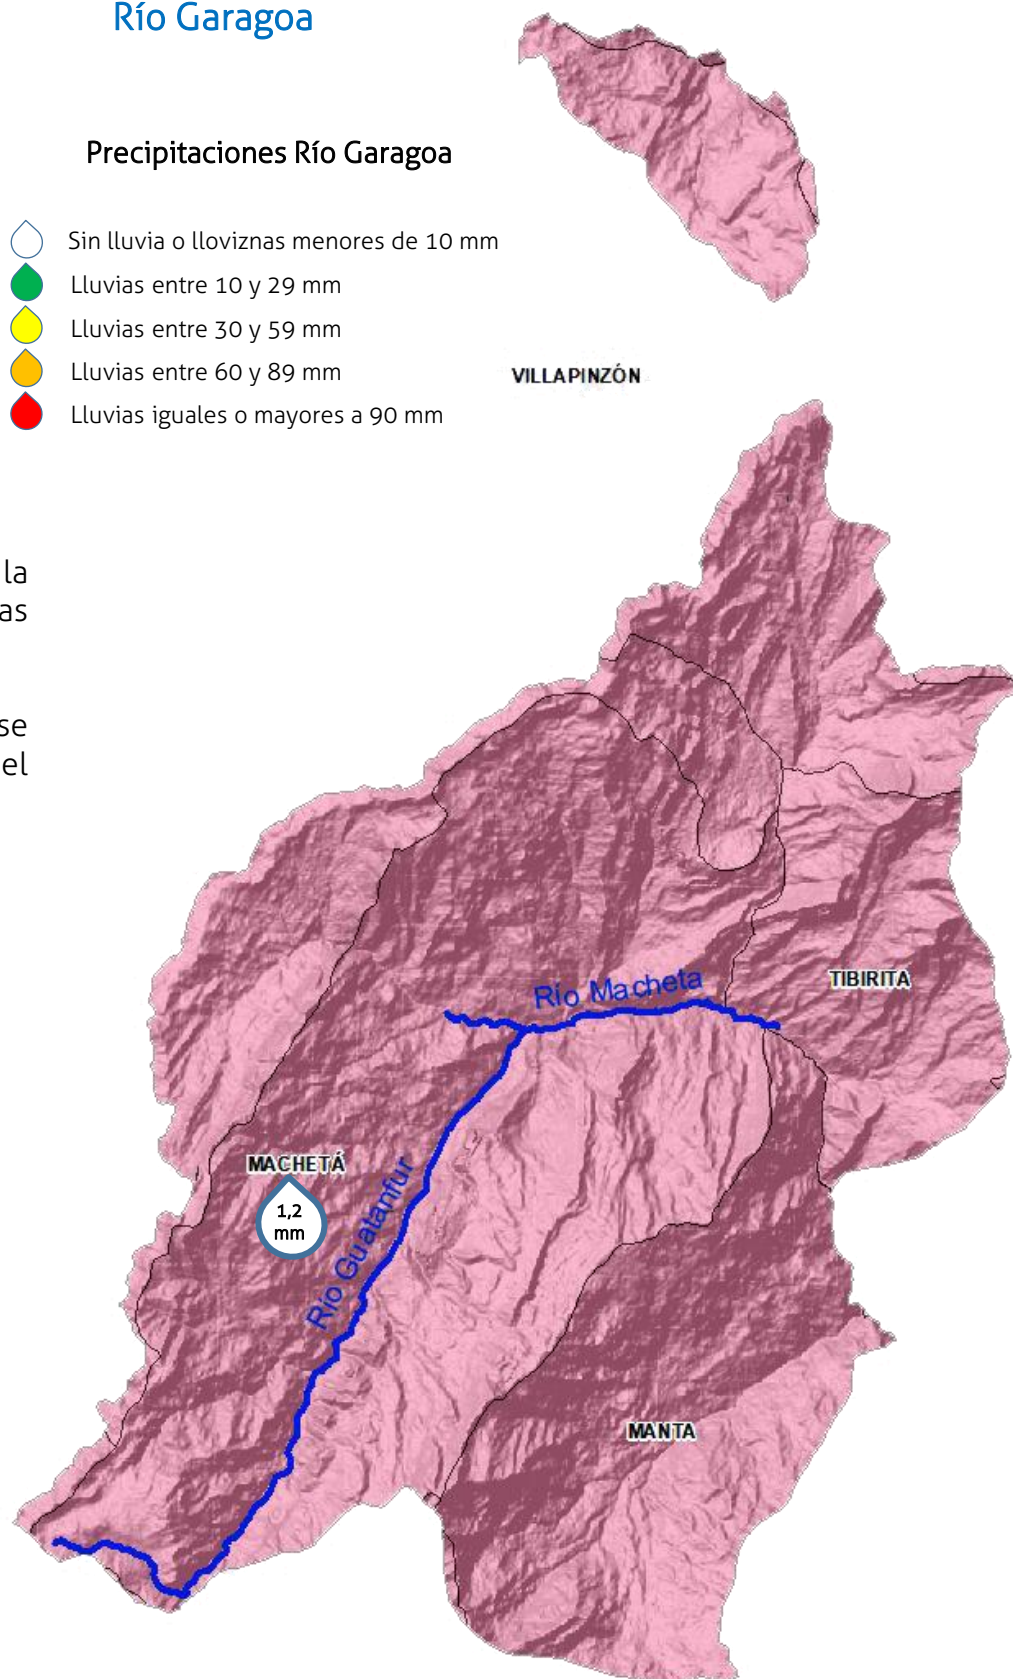 Río Garagoa
Precipitaciones Río Garagoa
Sin lluvia o lloviznas menores de 10 mm
Lluvias entre 10 y 29 mm
Lluvias entre 30 y 59 mm
Lluvias entre 60 y 89 mm
Lluvias iguales o mayores a 90 mm
VILLAPINZÓN
la
as
se
el
Río Macheta
TIBIRITA
MACHETÁ
1,2
mm
Río Guatanfur
MANTA